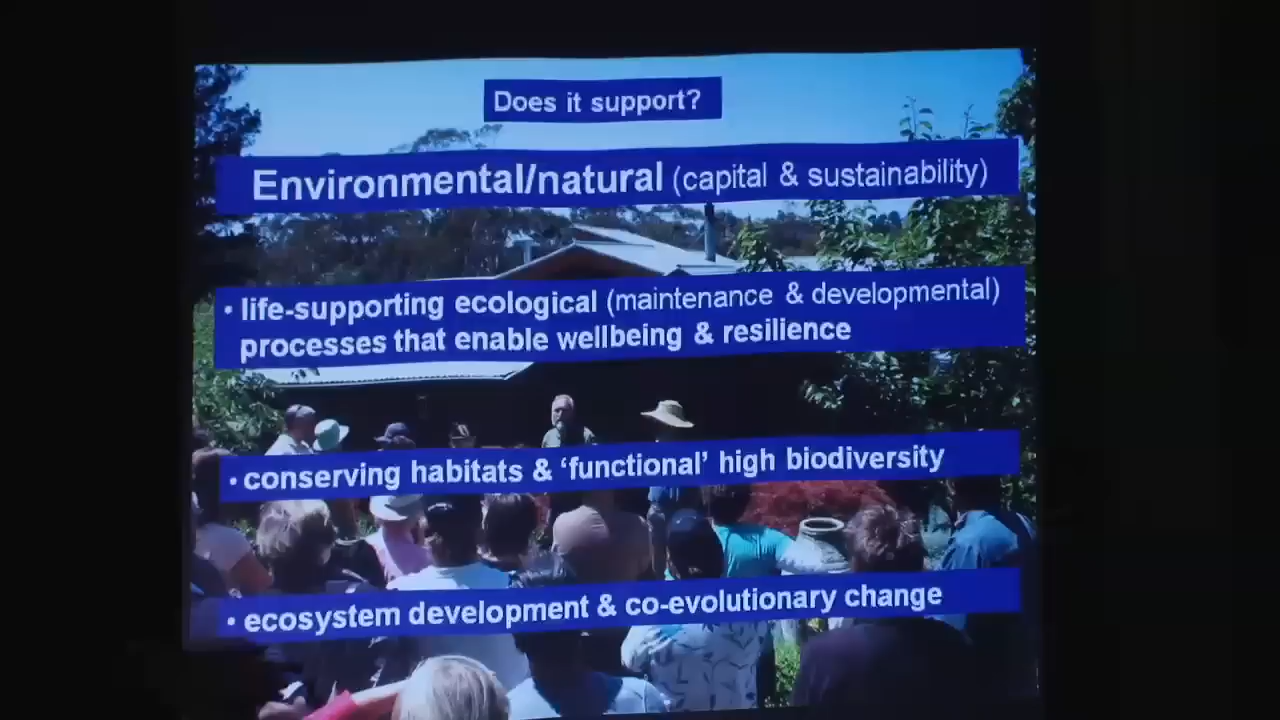 Does it support?
Environmental/natural (capital & sustainability)
• life-supporting ecological (maintenance & developmental)
processes that enable wellbeing & resilience
• conserving habitats & ‘functional’ high biodiversity
• ecosystem development & co-evolutionary change